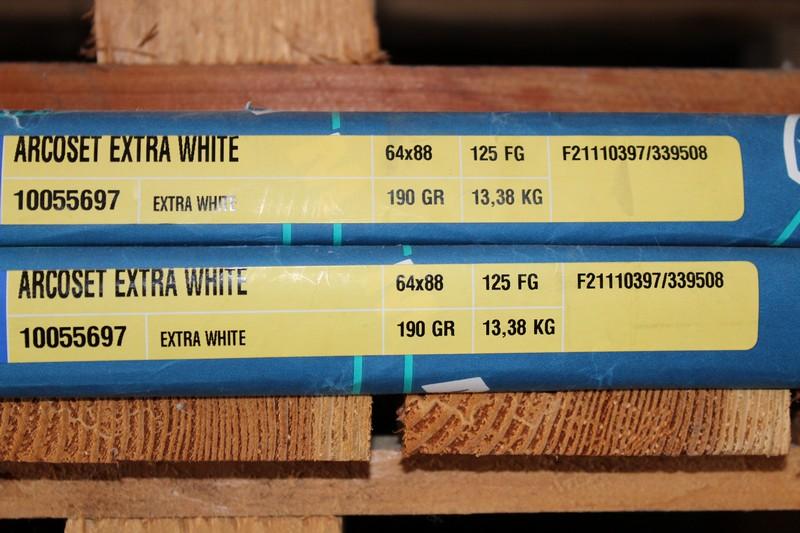 ARCOSET EXTRA WHITE 64x88 125 FG F21110397/339508
10055697 EXTRA WHITE 190 GR 13,38 KG
ARCOSET EXTRA WHITE 64x88 125 FG F21110397/339508
10055697 EXTRA WHITE 190 GR 13,38 KG